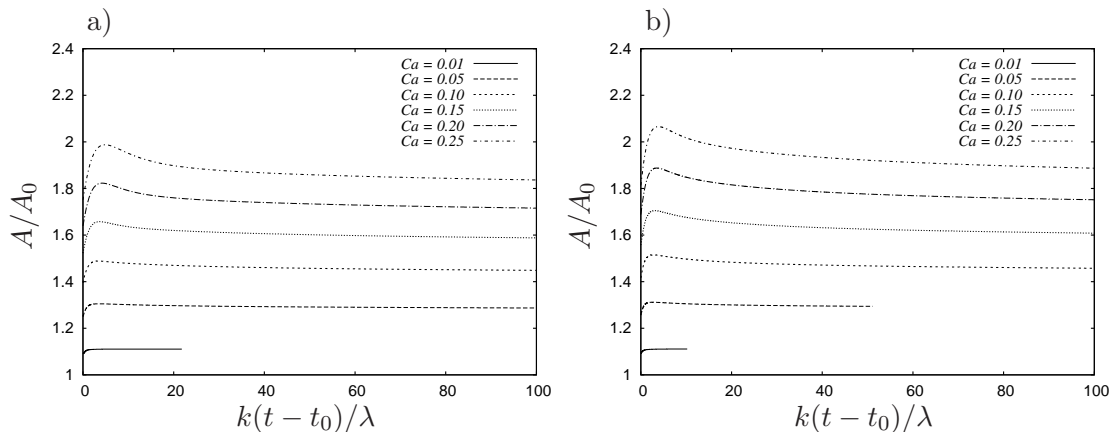 a)
2.4
2.2
2
1.8
1.6
1.4
1.2
1
A/A₀
0 20 40 60 80 100
k(t − t₀)/λ
Ca = 0.01
Ca = 0.05
Ca = 0.10
Ca = 0.15
Ca = 0.20
Ca = 0.25
b)
2.4
2.2
2
1.8
1.6
1.4
1.2
1
A/A₀
0 20 40 60 80 100
k(t − t₀)/λ
Ca = 0.01
Ca = 0.05
Ca = 0.10
Ca = 0.15
Ca = 0.20
Ca = 0.25